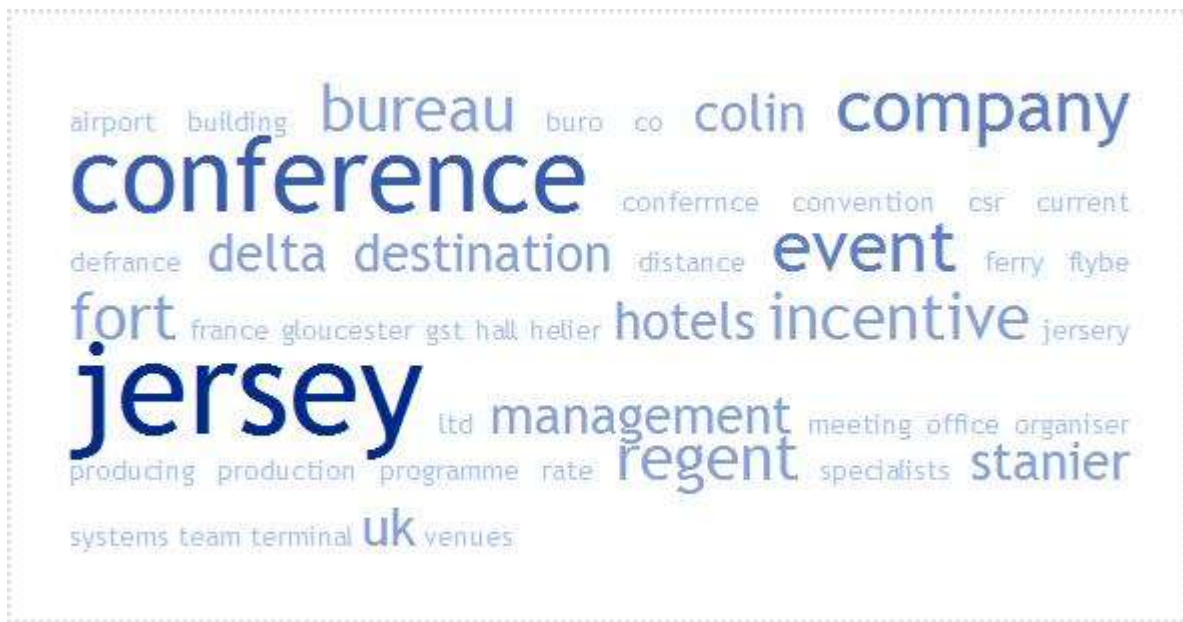 airport building bureau buro co colin company
conference conferrnce convention csr current
defrance delta destination distance event ferry flybe
fort france gloucester gst hall helier hotels incentive jersery
jersey ltd management meeting office organiser
producing production programme rate regent specialists stanier
systems team terminal uk venues